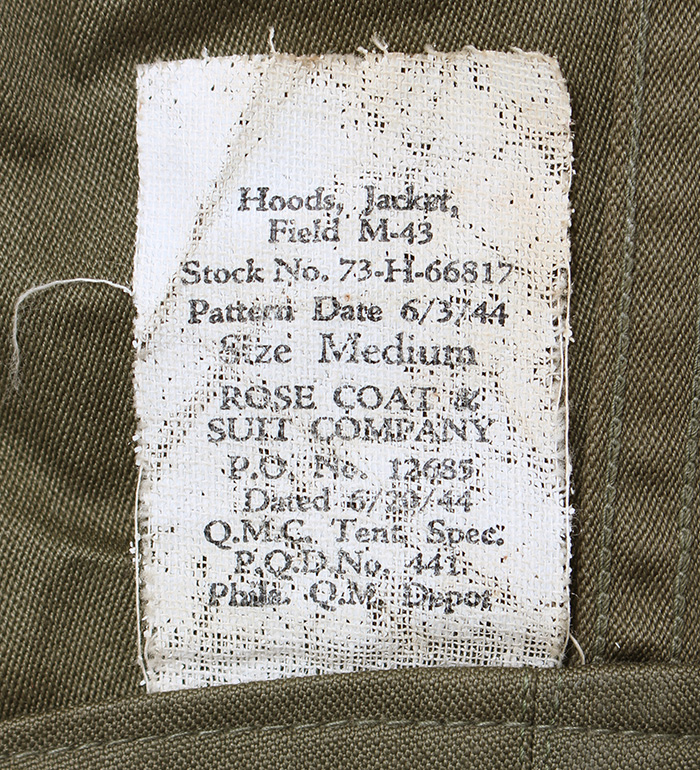 Hoods, Jacket,
Field M-43
Stock No. 73-H-66817
Pattern Date 6/3/44
Size Medium
ROSE COAT &
SUIT COMPANY
P.O. No. 12685
Dated 6/20/44
Q.M.C. Tent. Spec.
P.Q.D.No. 441
Phila. Q.M. Depot